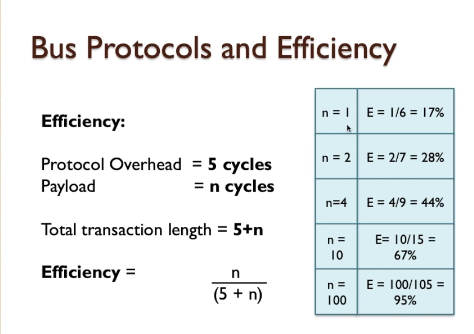 Bus Protocols and Efficiency
Efficiency:
Protocol Overhead = 5 cycles
Payload = n cycles
Total transaction length = 5+n
Efficiency = n
(5 + n)
n = 1 E = 1/6 = 17%
n = 2 E = 2/7 = 28%
n=4 E = 4/9 = 44%
n =
10
E= 10/15 =
67%
n =
100
E = 100/105 =
95%